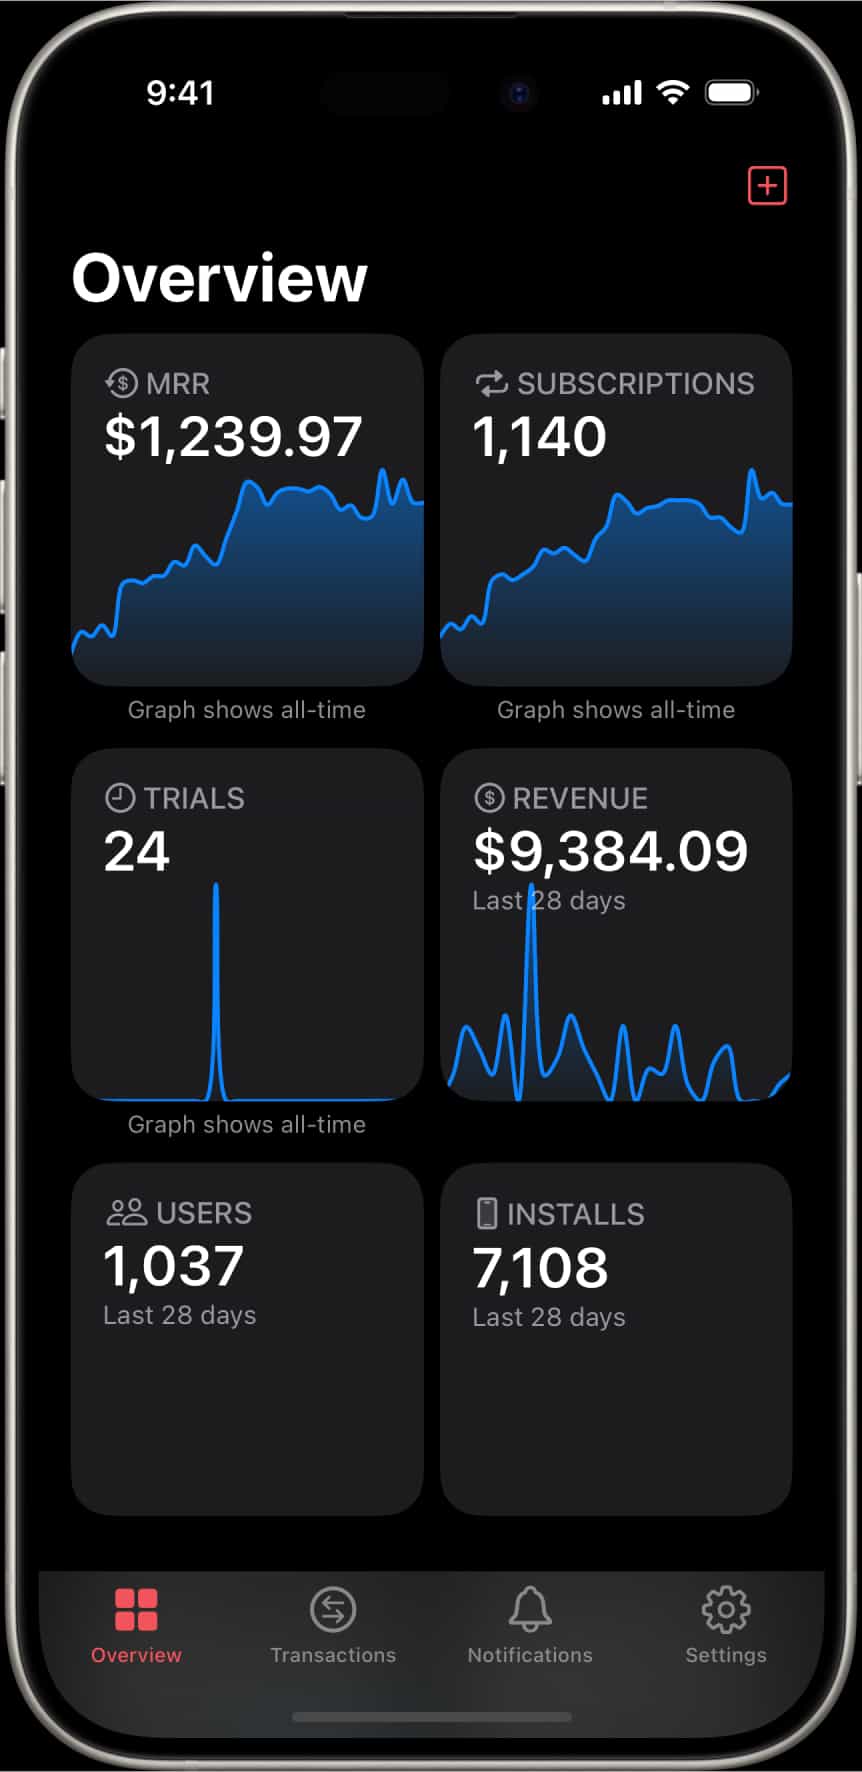 9:41
Overview
MRR
$1,239.97
Graph shows all-time
SUBSCRIPTIONS
1,140
Graph shows all-time
TRIALS
24
Graph shows all-time
REVENUE
$9,384.09
Last 28 days
USERS
1,037
Last 28 days
INSTALLS
7,108
Last 28 days
Overview
Transactions
Notifications
Settings